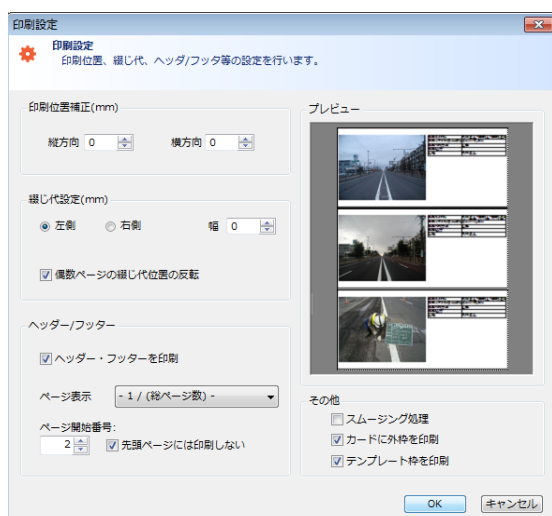 印刷設定
印刷設定
印刷位置、綴じ代、ヘッダ/フッタ等の設定を行います。
印刷位置補正(mm)
縦方向 0 横方向 0
綴じ代設定(mm)
左側 右側 幅 0
偶数ページの綴じ代位置の反転
ヘッダー/フッター
ヘッダー・フッターを印刷
ページ表示 - 1 / (総ページ数) -
ページ開始番号:
2 先頭ページには印刷しない
プレビュー
その他
スムージング処理
カードに外枠を印刷
テンプレート枠を印刷
OK キャンセル